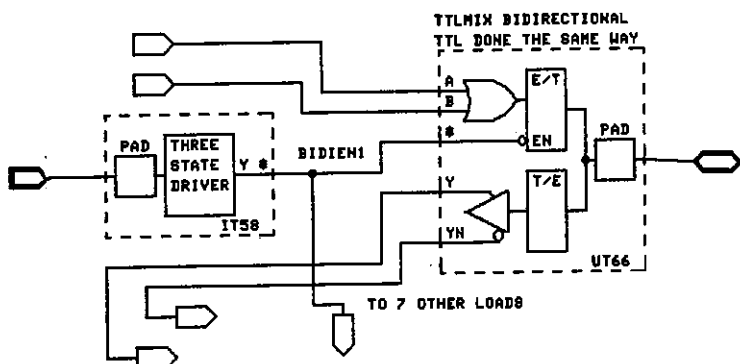 TTLMIX BIDIRECTIONAL
TTL DONE THE SAME WAY
A
E/T
B
PAD
THREE
STATE
DRIVER
Y *
BIDIEN1
*
EN
PAD
Y
T/E
IT58
YN
UT66
TO 7 OTHER LOADS